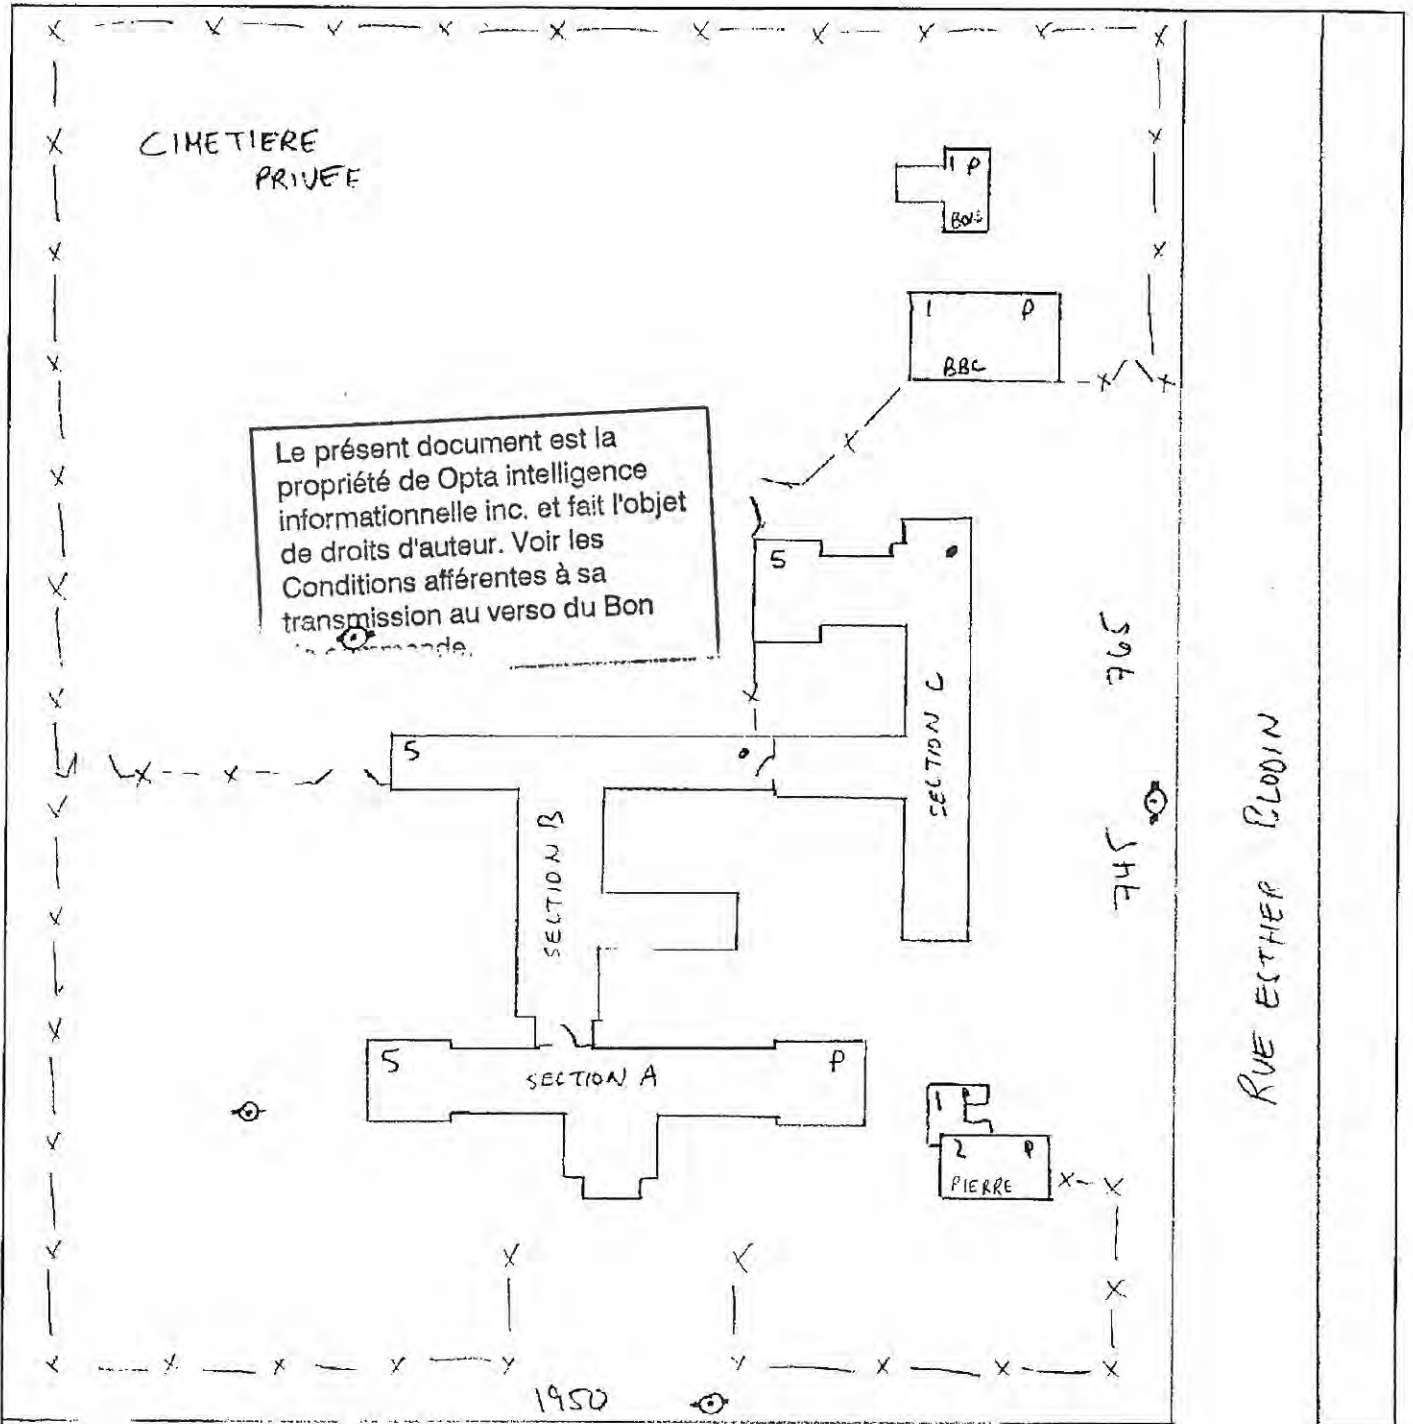 CIMETIERE
PRIVEE
1 P
BOIS
1 P
BBC
Le présent document est la
propriété de Opta intelligence
informationnelle inc. et fait l'objet
de droits d'auteur. Voir les
Conditions afférentes à sa
transmission au verso du Bon
5
SECTION C
765
5
SECTION B
745
RUE ESTHER BLODIN
5 P
SECTION A
1
2 P
PIERRE
1950